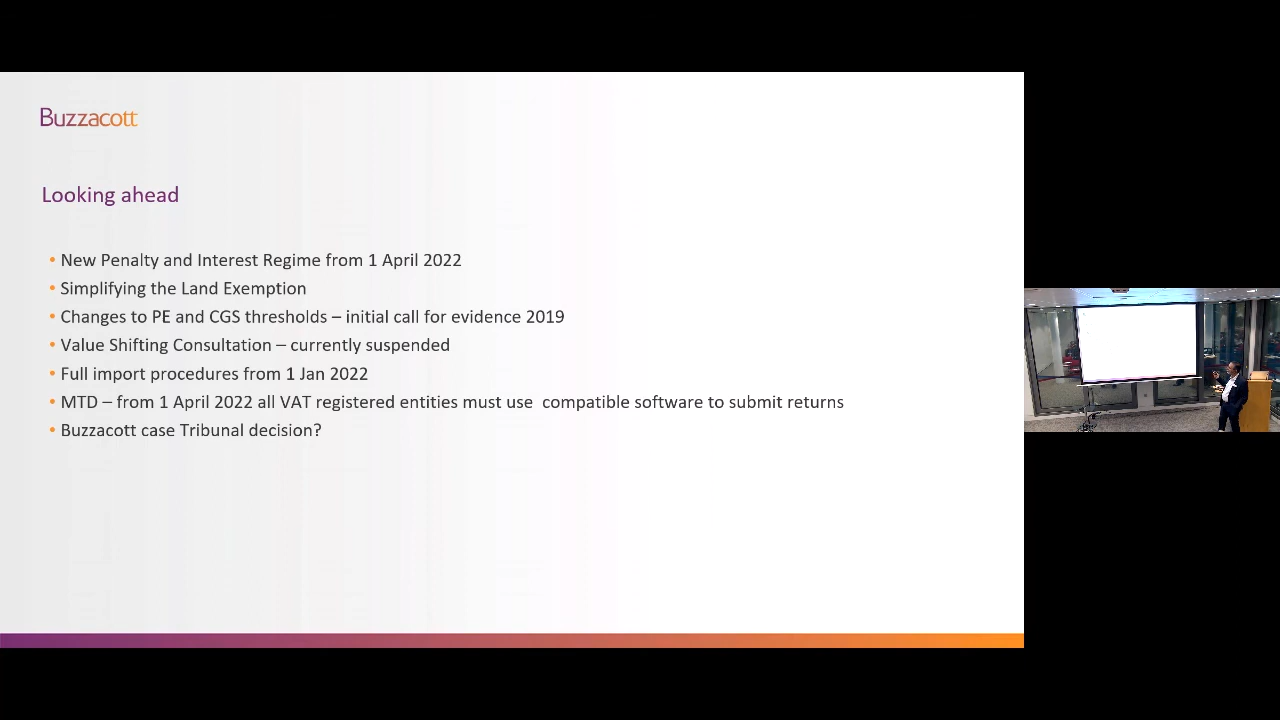 Buzzacott
Looking ahead
• New Penalty and Interest Regime from 1 April 2022
• Simplifying the Land Exemption
• Changes to PE and CGS thresholds – initial call for evidence 2019
• Value Shifting Consultation – currently suspended
• Full import procedures from 1 Jan 2022
• MTD – from 1 April 2022 all VAT registered entities must use  compatible software to submit returns
• Buzzacott case Tribunal decision?